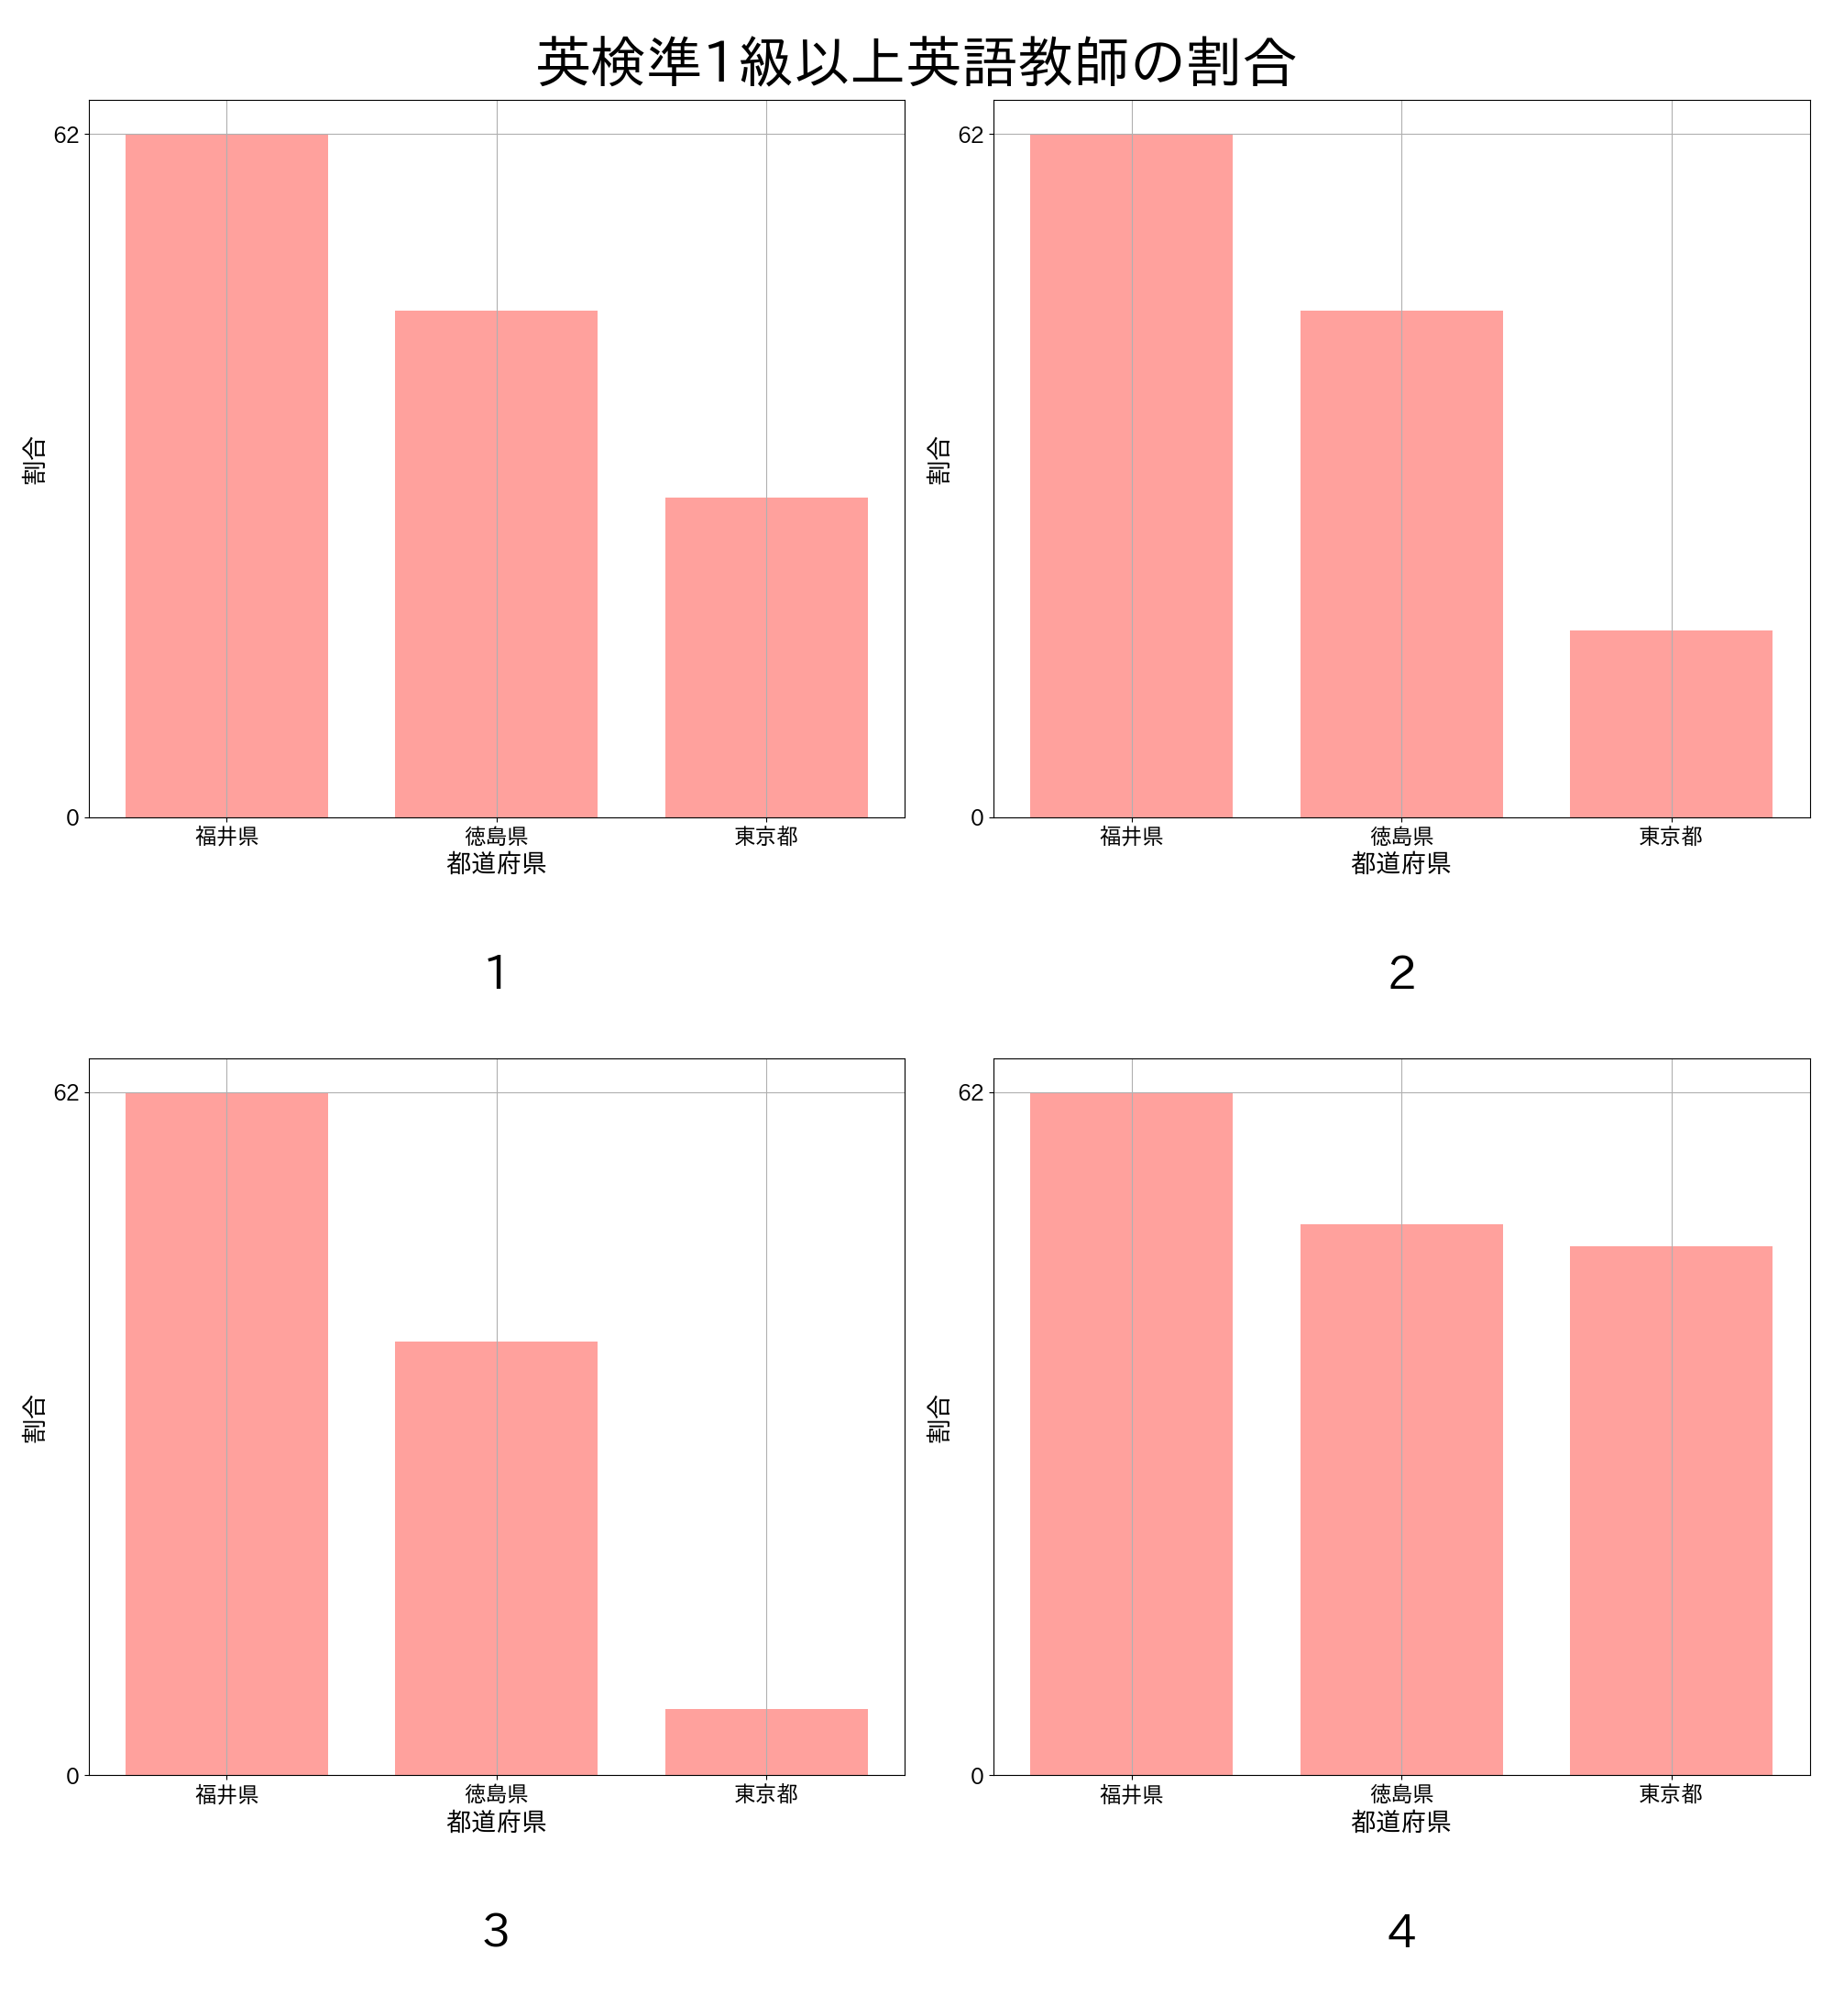 英検準1級以上英語教師の割合
62
0
割合
福井県
徳島県
東京都
都道府県
1
62
0
割合
福井県
徳島県
東京都
都道府県
2
62
0
割合
福井県
徳島県
東京都
都道府県
3
62
0
割合
福井県
徳島県
東京都
都道府県
4